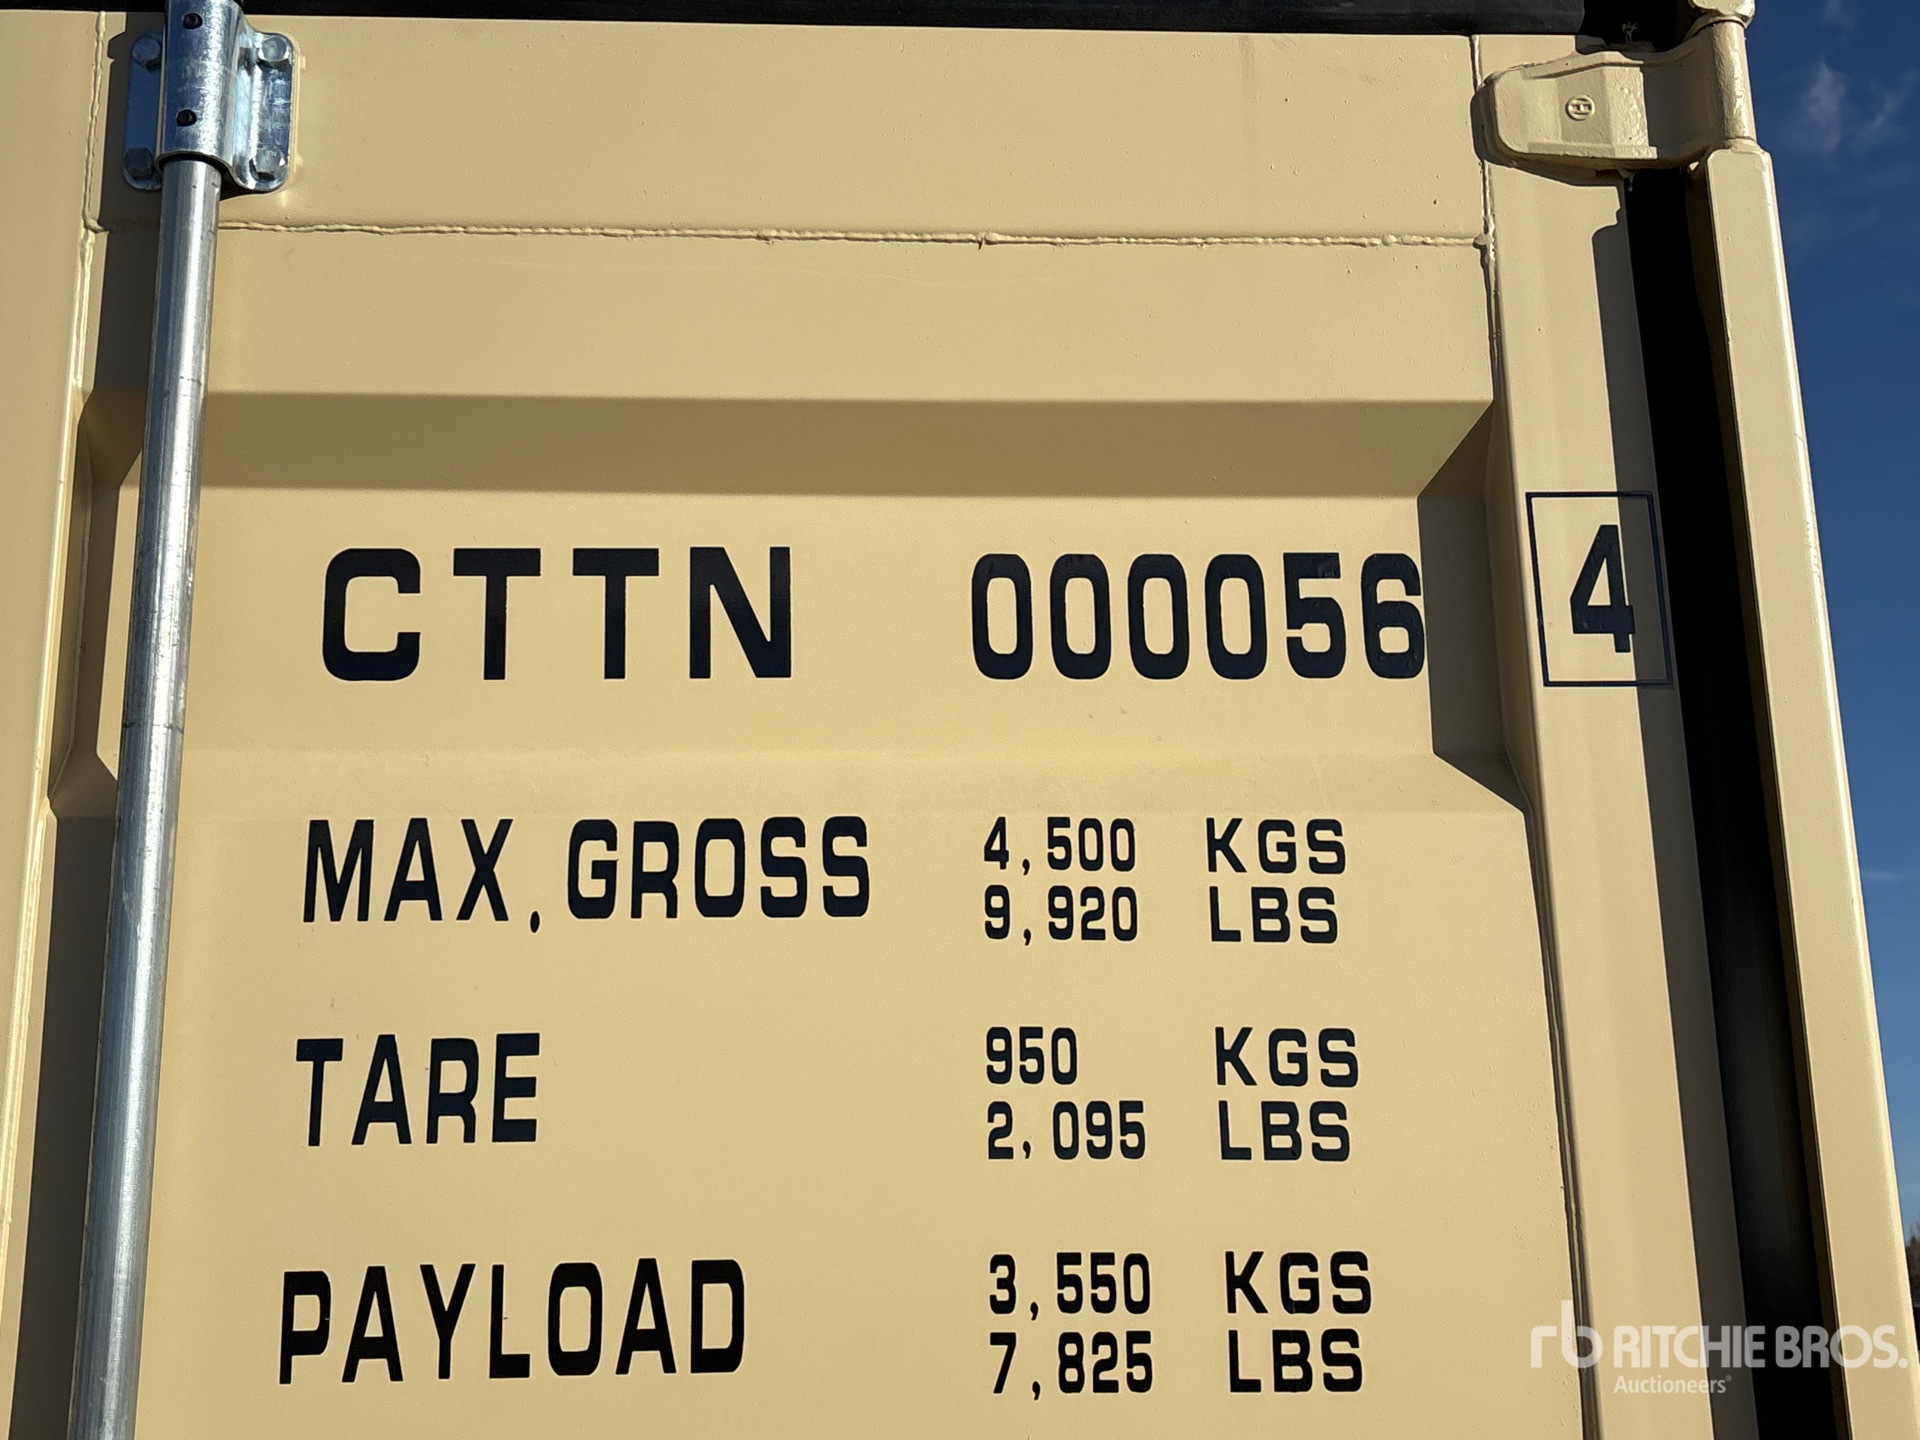 CTTN 000056 4
MAX.GROSS 4,500 KGS
9,920 LBS
TARE 950 KGS
2,095 LBS
PAYLOAD 3,550 KGS
7,825 LBS
rb RITCHIE BROS.
Auctioneers®